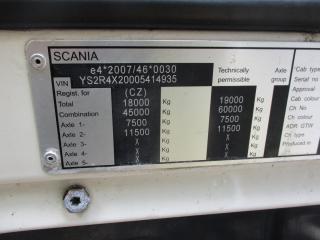 SCANIA
e4*2007/46*0030
VIN YS2R4X20005414935
Regist. for (CZ) Technically permissible Axle group
Total 18000 Kg 19000 Kg
Combination 45000 Kg 60000 Kg
Axle 1- 7500 Kg 7500 Kg
Axle 2- 11500 Kg 11500 Kg
Axle 3- X Kg X Kg
Axle 4- X Kg X Kg
Axle 5- X Kg X Kg
Cab type
Approval
Cab colour
Ch. No
Ch colour
ADR, GTW
Ch type
Produced in